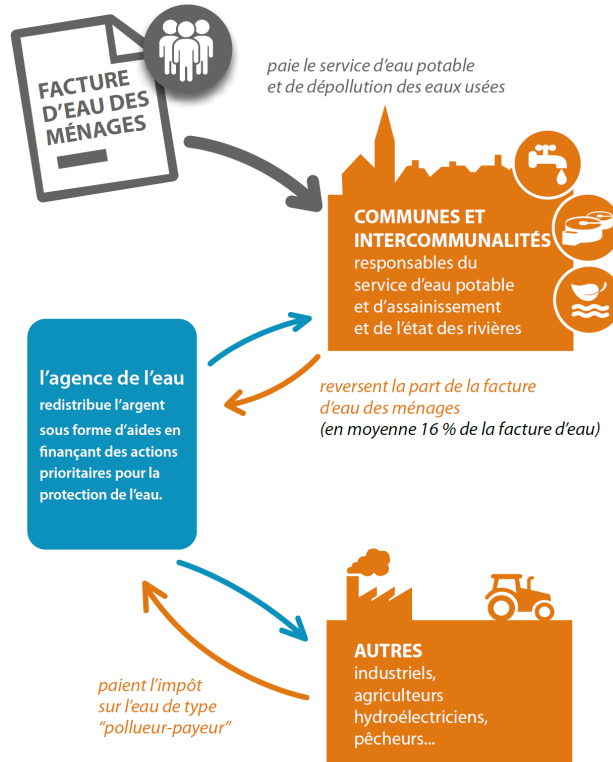 FACTURE
D'EAU DES
MÉNAGES
paie le service d'eau potable
et de dépollution des eaux usées
COMMUNES ET
INTERCOMMUNALITÉS
responsables du
service d'eau potable
et d'assainissement
et de l'état des rivières
l'agence de l'eau
redistribue l'argent
sous forme d'aides en
finançant des actions
prioritaires pour la
protection de l'eau.
reversent la part de la facture
d'eau des ménages
(en moyenne 16 % de la facture d'eau)
AUTRES
industriels,
agriculteurs
hydroélectriciens,
pêcheurs...
paient l'impôt
sur l'eau de type
"pollueur-payeur"